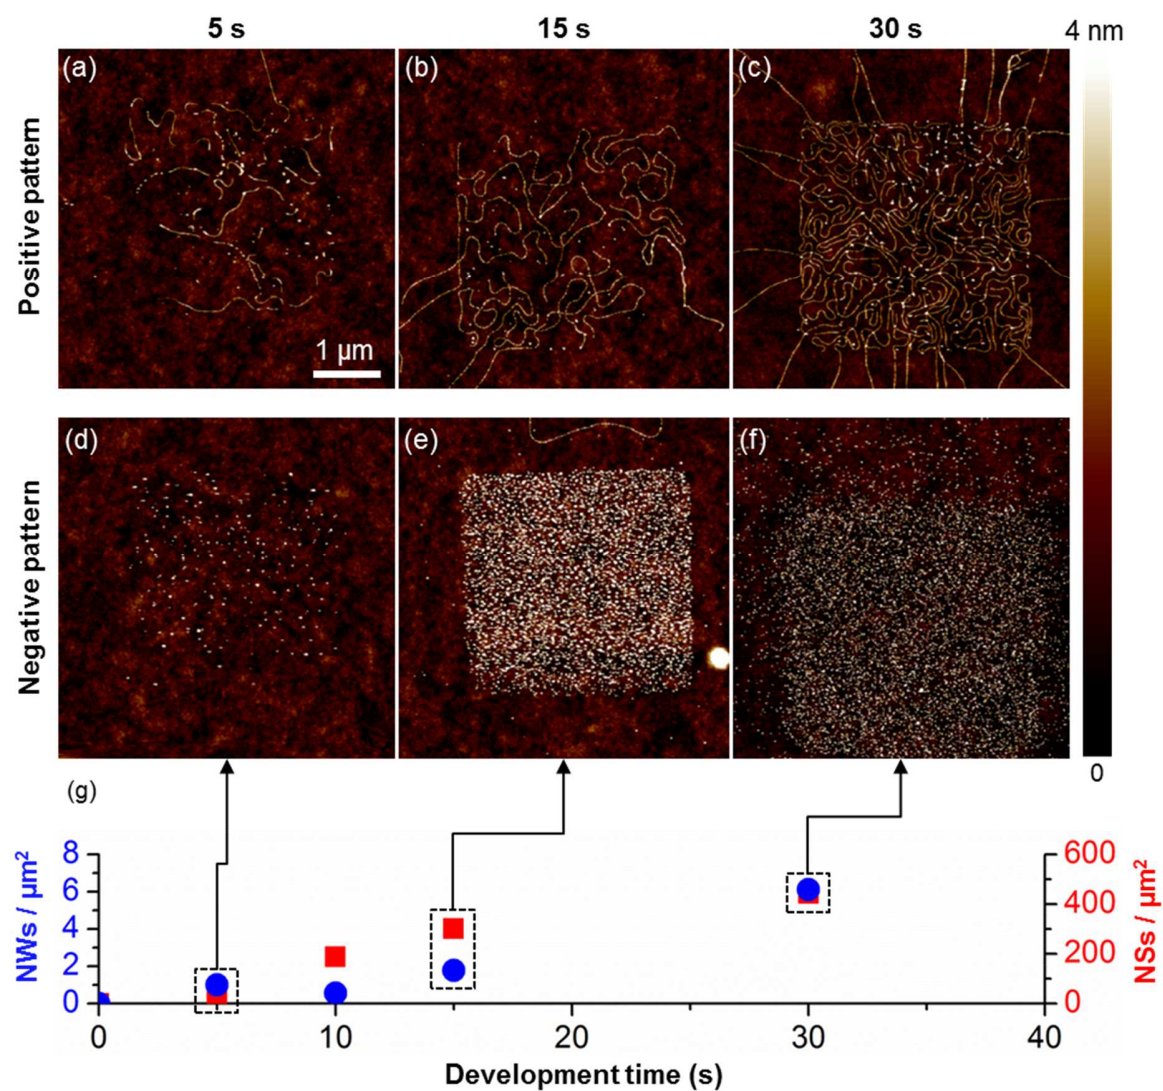 5 s 15 s 30 s 4 nm
Positive pattern
(a) (b) (c)
1 µm
Negative pattern
(d) (e) (f)
0
(g)
NWs / µm²
8
6
4
2
0
600
400
200
0
NSs / µm²
0 10 20 30 40
Development time (s)